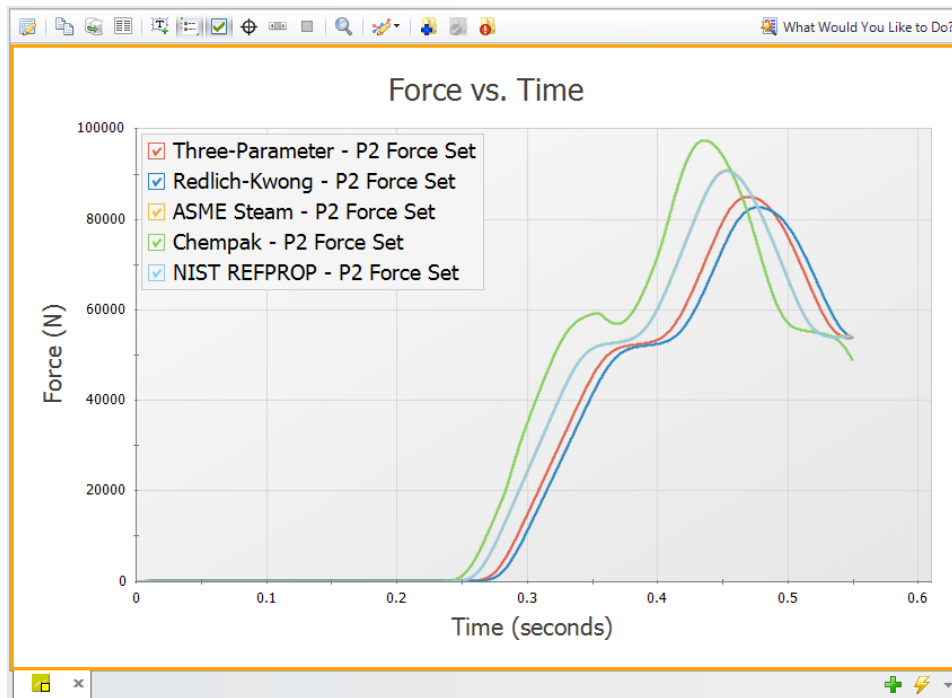 What Would You Like to Do?
Force vs. Time
Three-Parameter - P2 Force Set
Redlich-Kwong - P2 Force Set
ASME Steam - P2 Force Set
Chempak - P2 Force Set
NIST REFPROP - P2 Force Set
Force (N)
100000
80000
60000
40000
20000
0
0 0.1 0.2 0.3 0.4 0.5 0.6
Time (seconds)